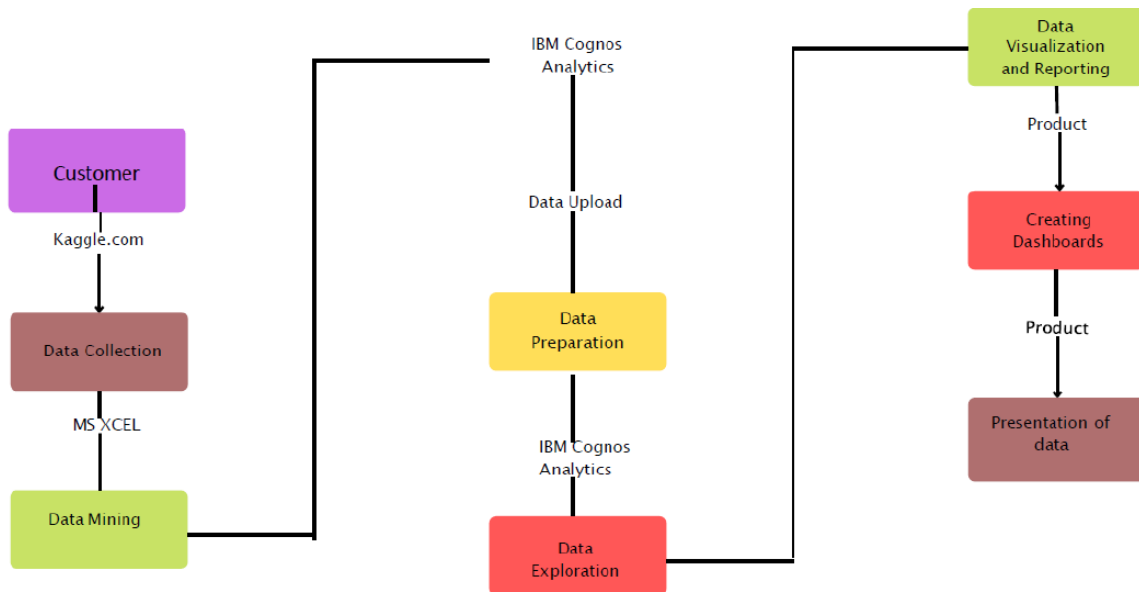 Customer
Kaggle.com
Data Collection
MS XCEL
Data Mining
IBM Cognos
Analytics
Data Upload
Data
Preparation
IBM Cognos
Analytics
Data
Exploration
Data
Visualization
and Reporting
Product
Creating
Dashboards
Product
Presentation of
data